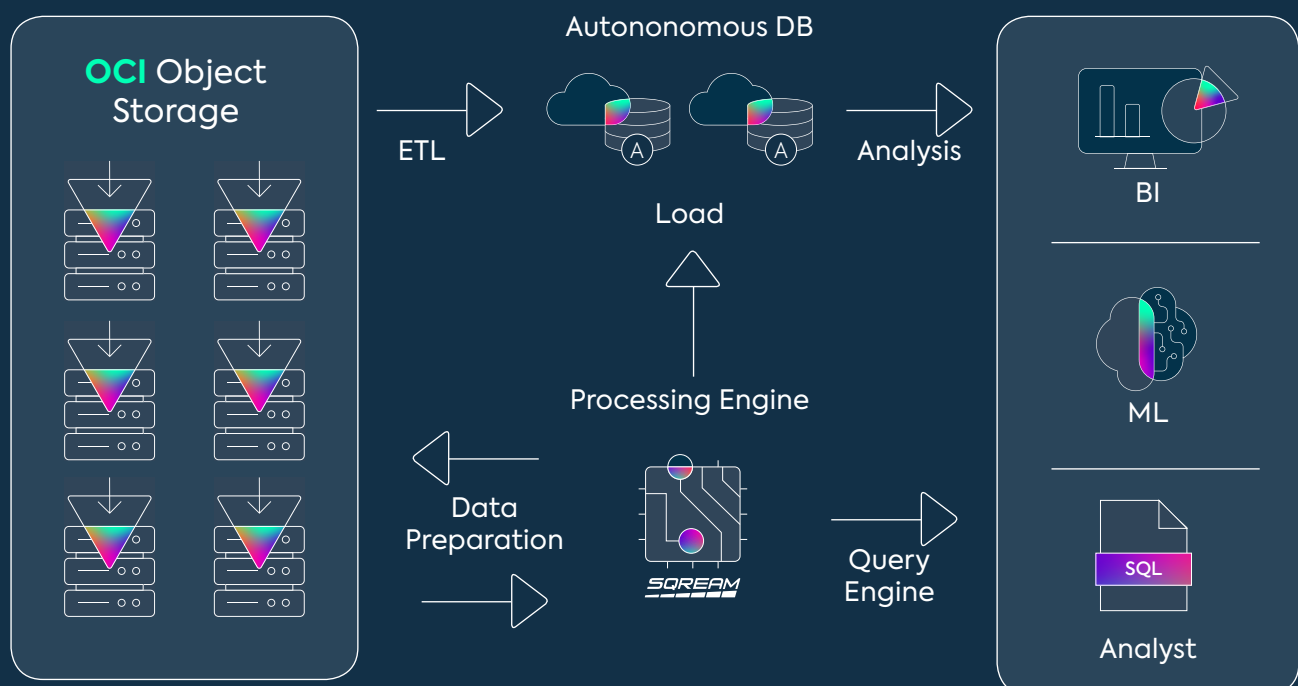 OCI Object
Storage
ETL
Autononomous DB
A
A
Load
Analysis
Processing Engine
Data
Preparation
SQREAM
Query
Engine
BI
ML
SQL
Analyst